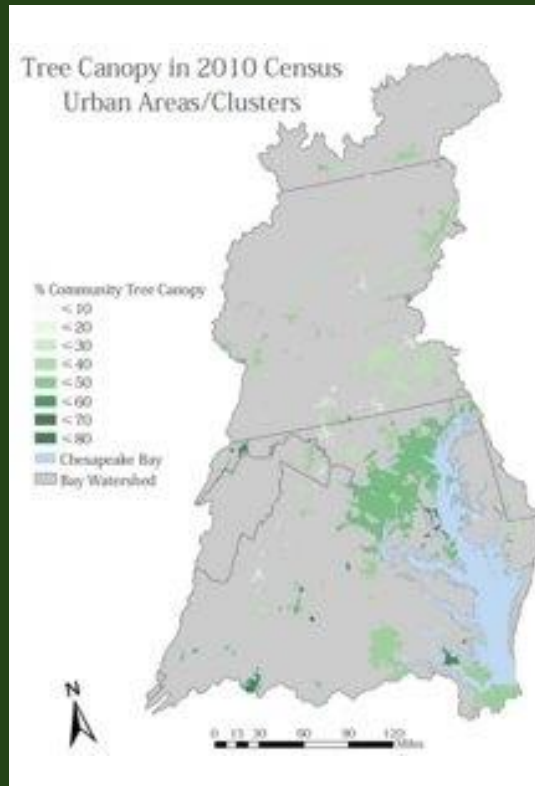 Tree Canopy in 2010 Census
Urban Areas/Clusters
% Community Tree Canopy
<10
<20
<30
<40
<50
<60
<70
<80
Chesapeake Bay
Bay Watershed
N
0 15 30 60 90 120
Miles